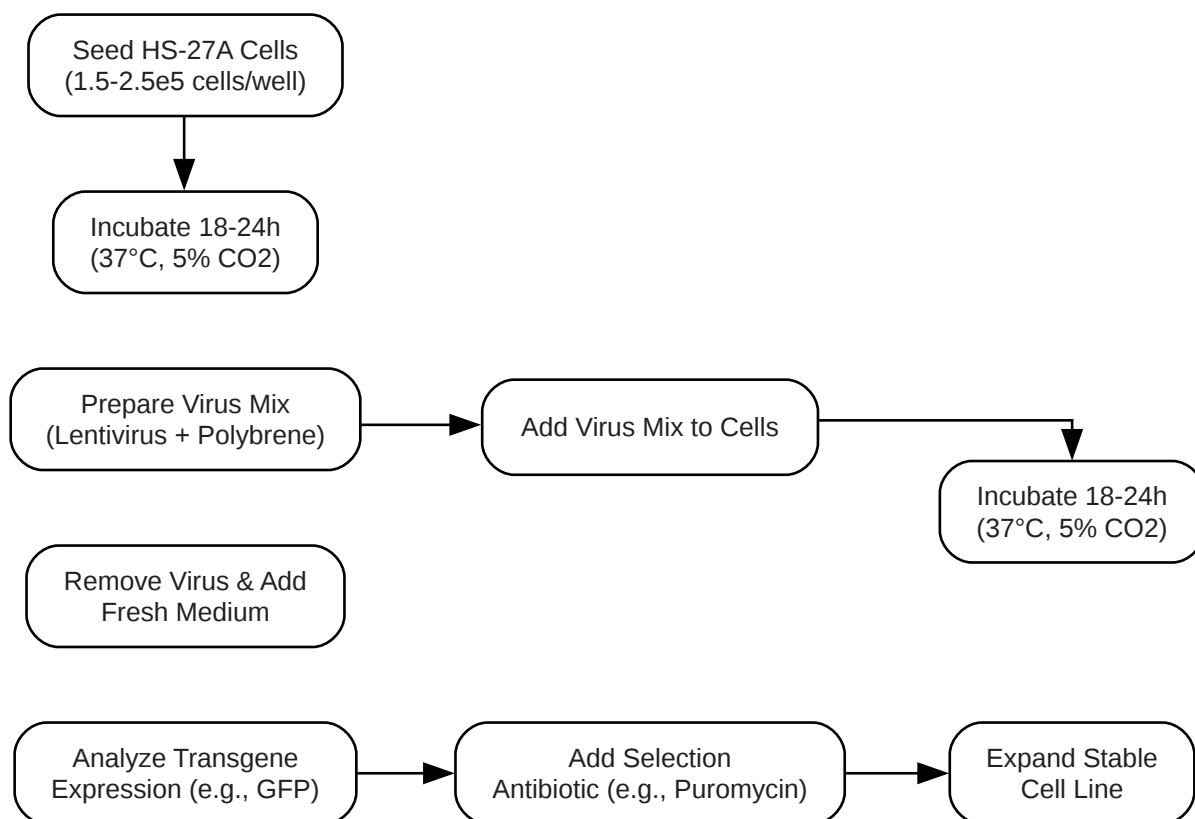 Seed HS-27A Cells
(1.5-2.5e5 cells/well)
Incubate 18-24h
(37°C, 5% CO2)
Prepare Virus Mix
(Lentivirus + Polybrene)
Add Virus Mix to Cells
Incubate 18-24h
(37°C, 5% CO2)
Remove Virus & Add
Fresh Medium
Analyze Transgene
Expression (e.g., GFP)
Add Selection
Antibiotic (e.g., Puromycin)
Expand Stable
Cell Line